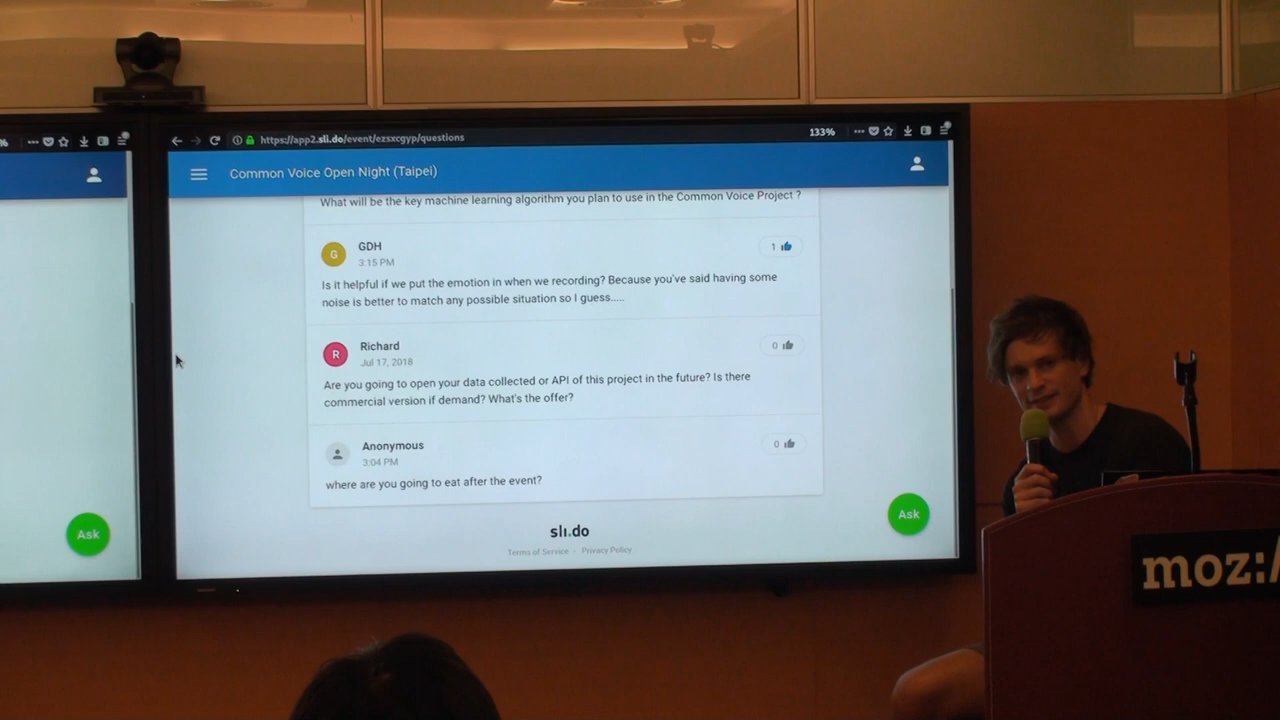 %
https://app2.sli.do/event/ezsxcgyp/questions
133%
Common Voice Open Night (Taipei)
What will be the key machine learning algorithm you plan to use in the Common Voice Project ?
G
GDH
1
3:15 PM
Is it helpful if we put the emotion in when we recording? Because you've said having some
noise is better to match any possible situation so I guess.....
R
Richard
0
Jul 17, 2018
Are you going to open your data collected or API of this project in the future? Is there
commercial version if demand? What's the offer?
Anonymous
0
3:04 PM
where are you going to eat after the event?
Ask
Ask
sli.do
Terms of Service - Privacy Policy
moz:/